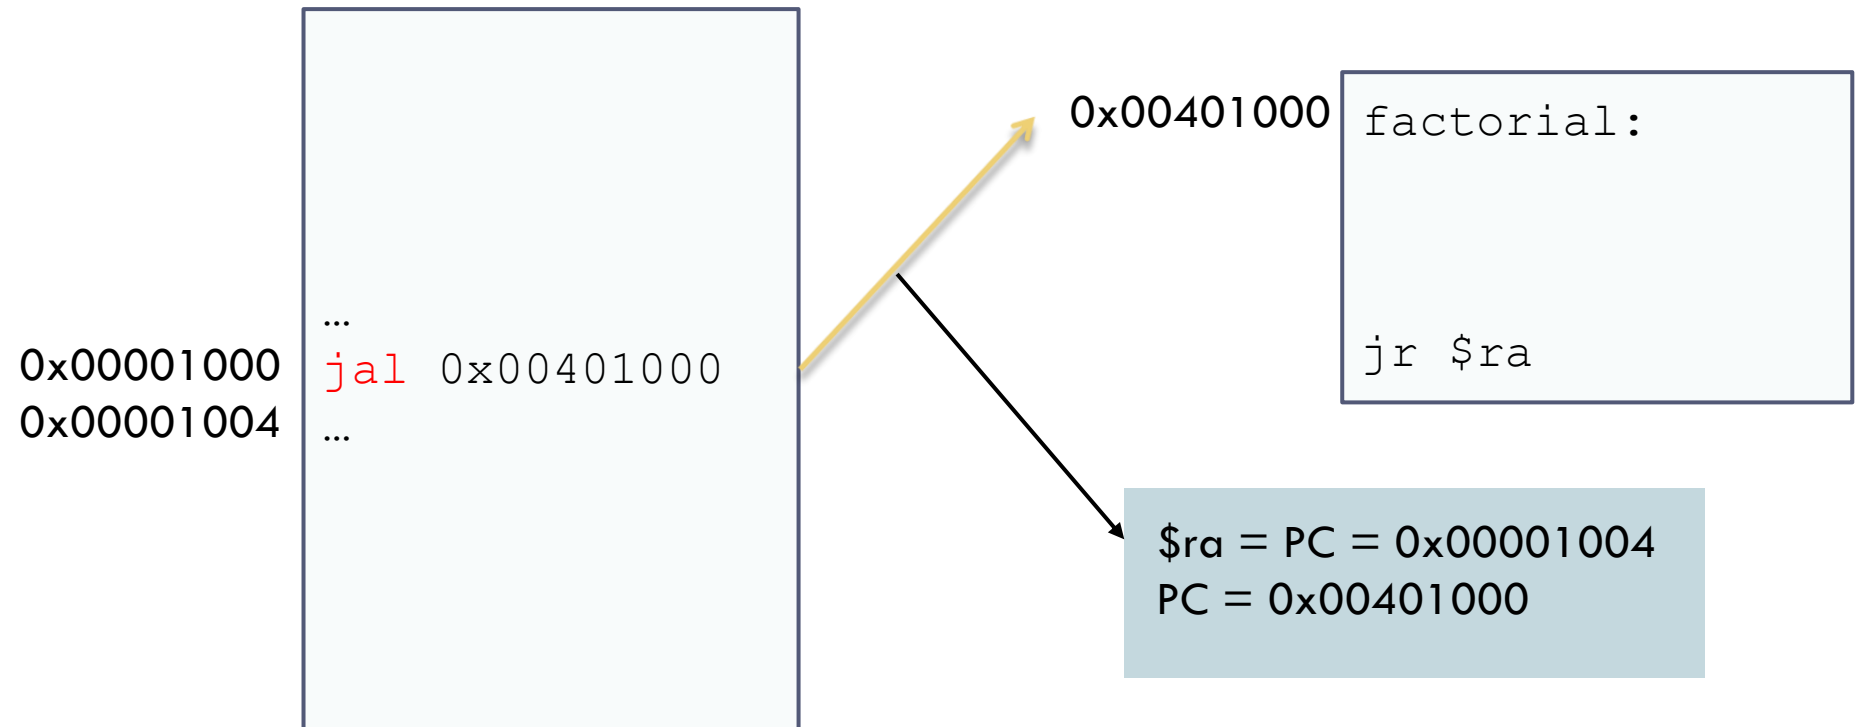 …
0x00001000 jal 0x00401000
0x00001004 …
0x00401000 factorial:
jr $ra
$ra = PC = 0x00001004
PC = 0x00401000